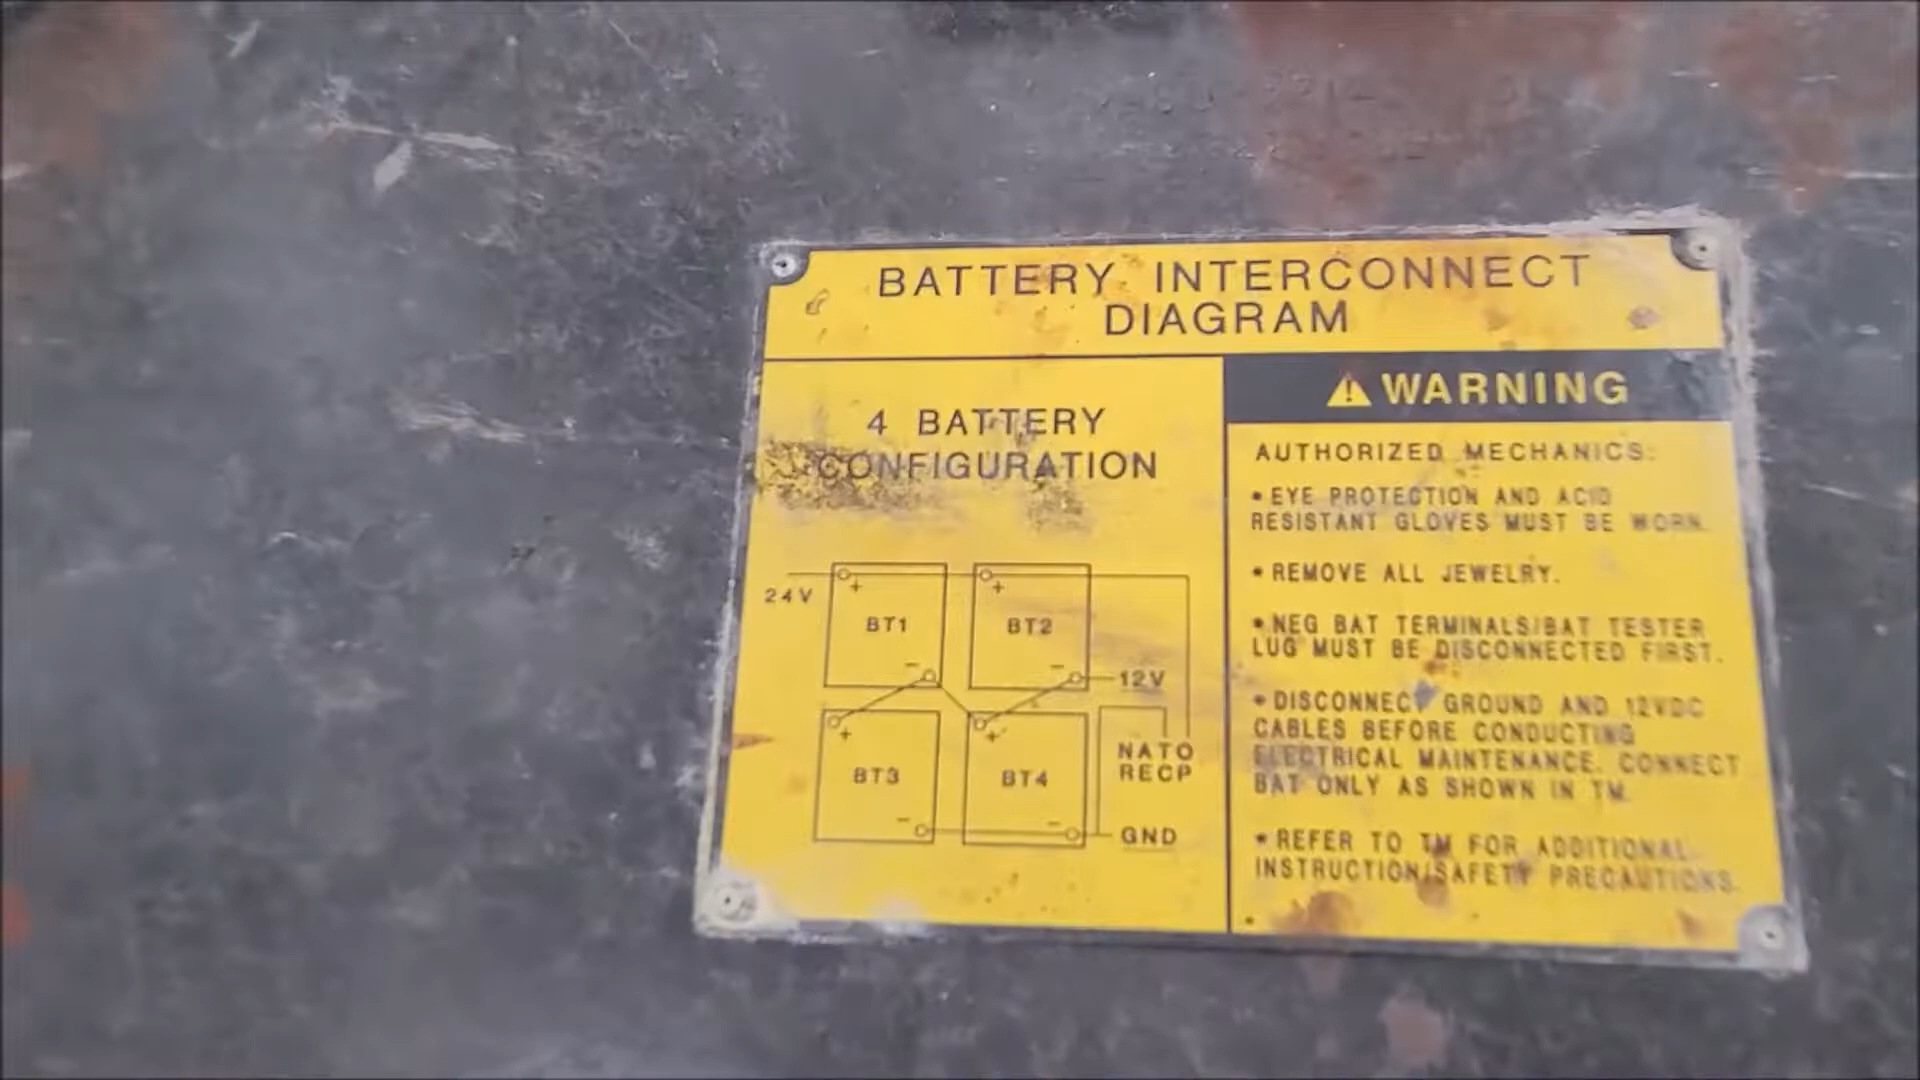 BATTERY INTERCONNECT
DIAGRAM
4 BATTERY
CONFIGURATION
24V
+
BT1
-
+
BT2
-
12V
+
BT3
-
+
BT4
-
NATO
RECP
GND
WARNING
AUTHORIZED MECHANICS:
• EYE PROTECTION AND ACID
RESISTANT GLOVES MUST BE WORN.
• REMOVE ALL JEWELRY.
• NEG BAT TERMINALS/BAT TESTER
LUG MUST BE DISCONNECTED FIRST.
• DISCONNECT GROUND AND 12VDC
CABLES BEFORE CONDUCTING
ELECTRICAL MAINTENANCE. CONNECT
BAT ONLY AS SHOWN IN TM.
• REFER TO TM FOR ADDITIONAL
INSTRUCTION/SAFETY PRECAUTIONS.